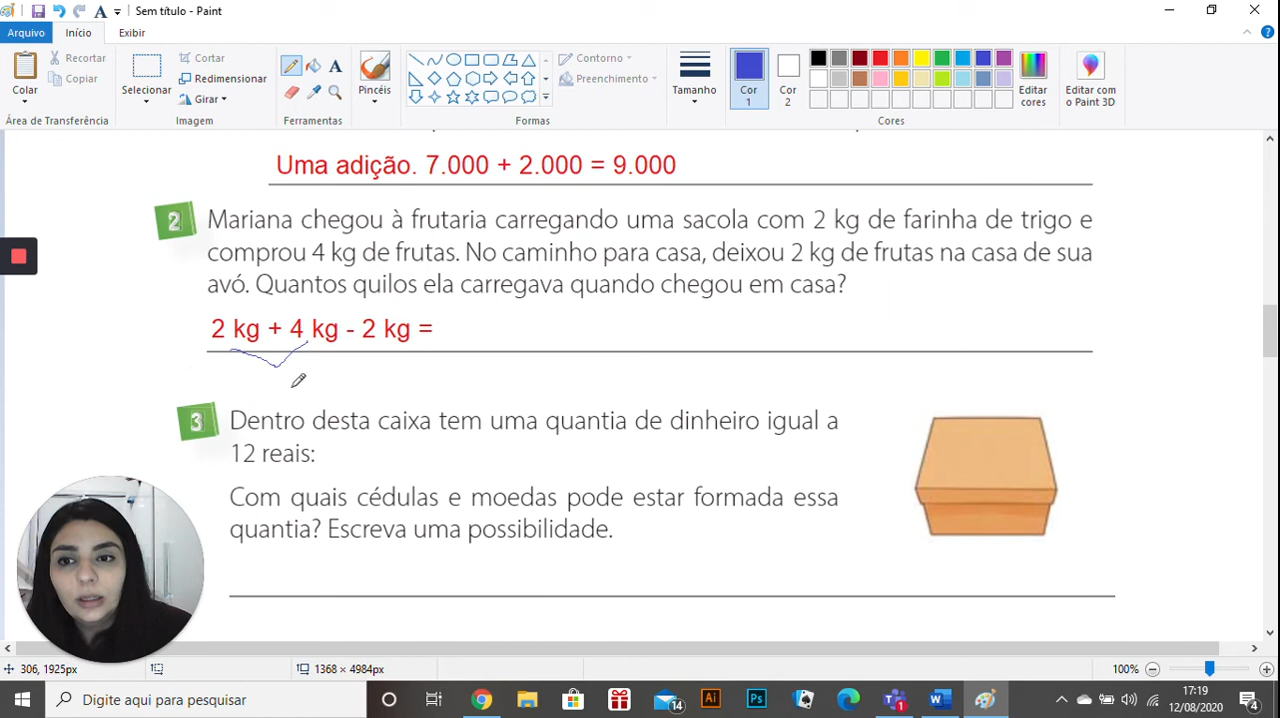 Sem título - Paint
Arquivo
Início
Exibir
Colar
Recortar
Copiar
Área de Transferência
Selecionar
Cortar
Redimensionar
Girar
Imagem
A
Ferramentas
Pincéis
Contorno
Preenchimento
Formas
Tamanho
Cor 1
Cor 2
Cores
Editar cores
Editar com o Paint 3D
Uma adição. 7.000 + 2.000 = 9.000
2 Mariana chegou à frutaria carregando uma sacola com 2 kg de farinha de trigo e
comprou 4 kg de frutas. No caminho para casa, deixou 2 kg de frutas na casa de sua
avó. Quantos quilos ela carregava quando chegou em casa?
2 kg + 4 kg - 2 kg =
3 Dentro desta caixa tem uma quantia de dinheiro igual a
12 reais:
Com quais cédulas e moedas pode estar formada essa
quantia? Escreva uma possibilidade.
306, 1925px
1368 × 4984px
100%
Digite aqui para pesquisar
14
Ai
Ps
1
W
17:19
12/08/2020
4